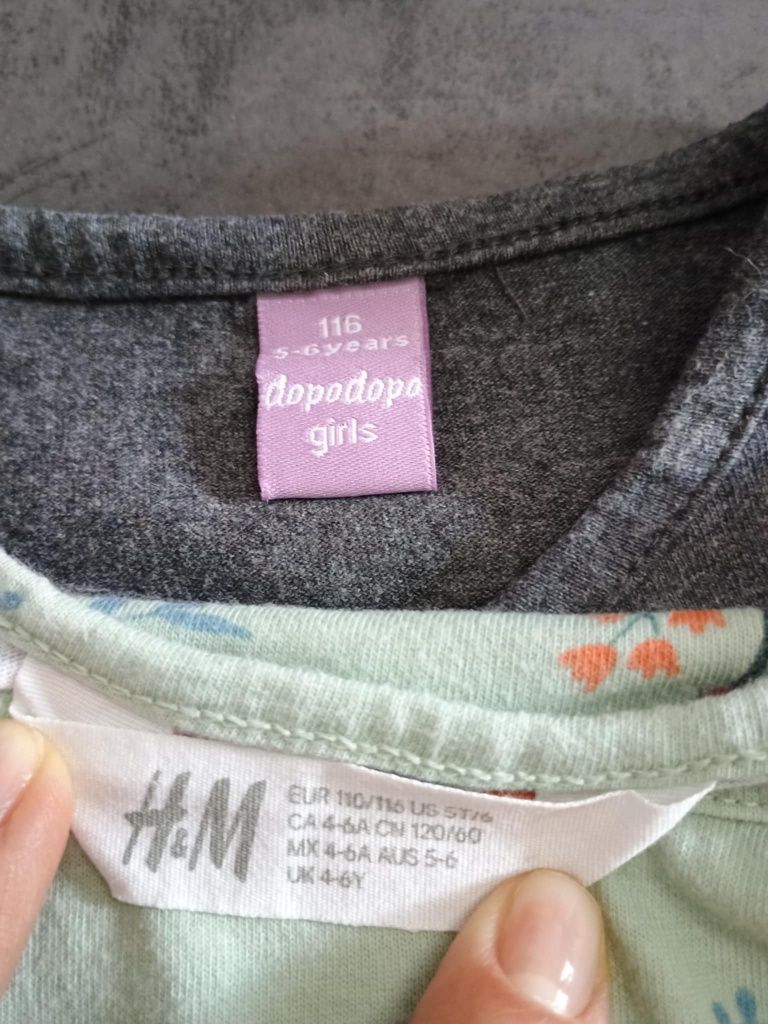 116
5-6 years
dopodopo
girls
H&M
EUR 110/116 US 5T/6
CA 4-6A CN 120/60
MX 4-6A AUS 5-6
UK 4-6Y